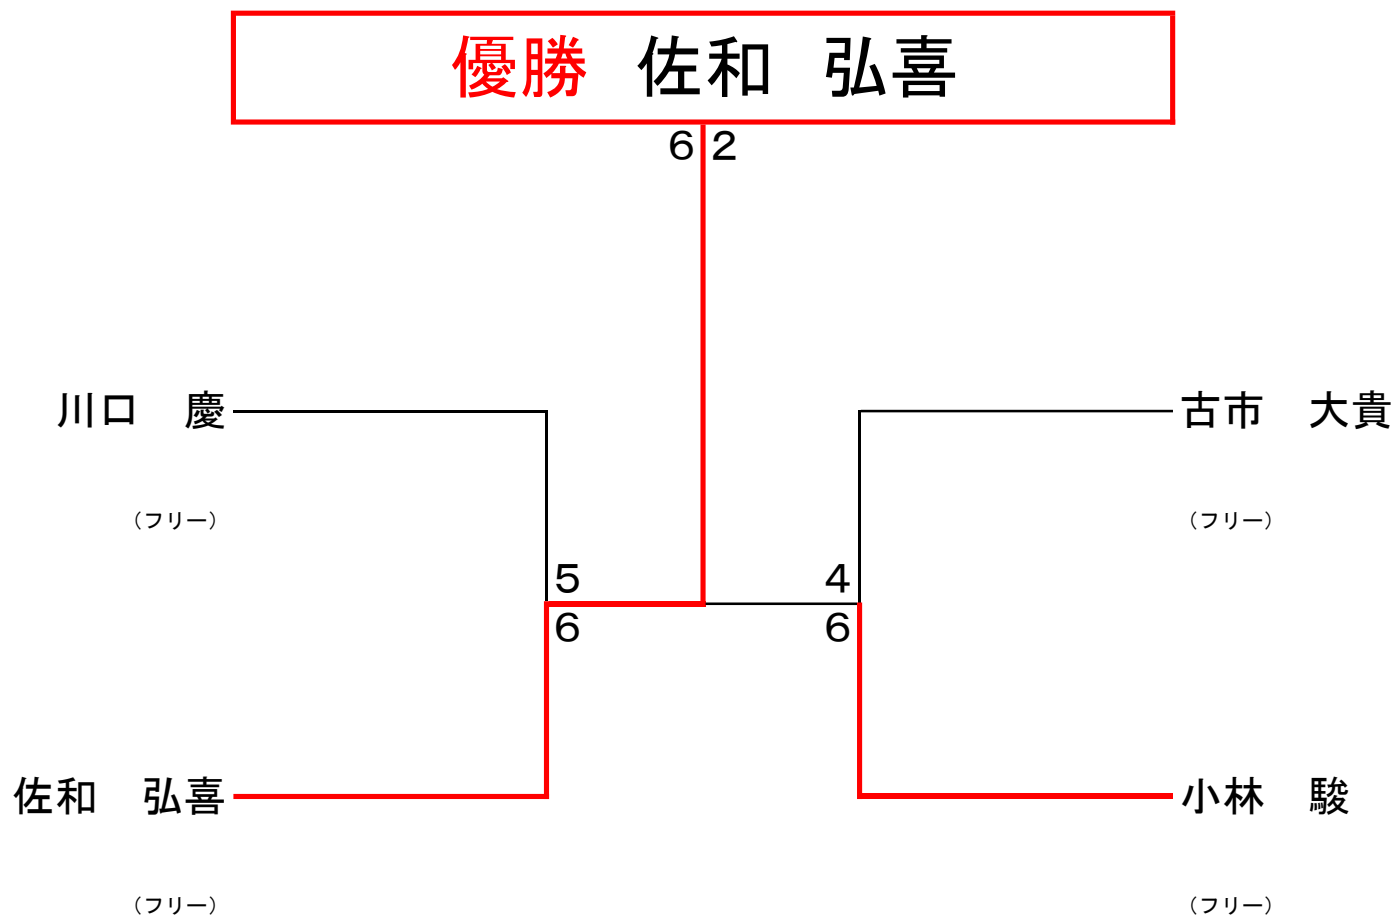 優勝　佐和　弘喜
6 2
川口　慶
古市　大貴
（フリー）
（フリー）
5
4
6
6
佐和　弘喜
小林　駿
（フリー）
（フリー）